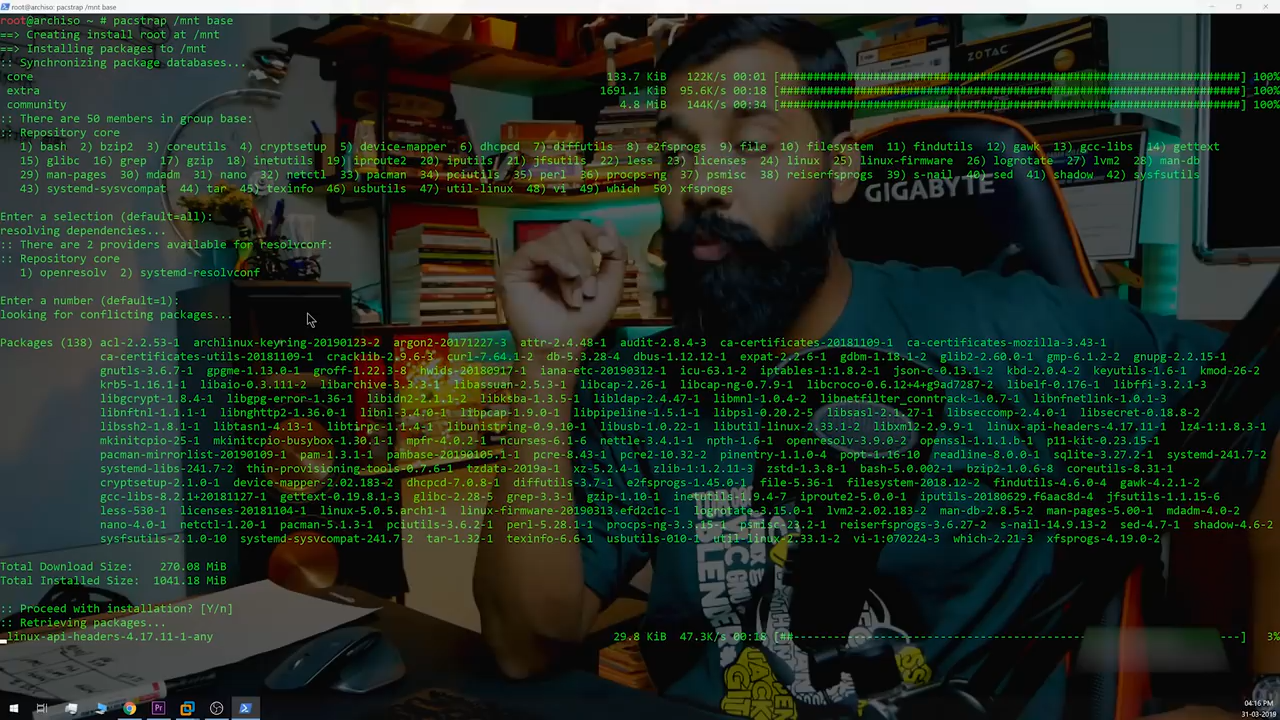 root@archiso ~ # pacstrap /mnt base
root@archiso ~ # pacstrap /mnt base
==> Creating install root at /mnt
==> Installing packages to /mnt
:: Synchronizing package databases...
core 133.7 KiB 122K/s 00:01 [######################################################################] 100%
extra 1691.1 KiB 95.6K/s 00:18 [######################################################################] 100%
community 4.8 MiB 144K/s 00:34 [######################################################################] 100%
:: There are 50 members in group base:
:: Repository core
1) bash 2) bzip2 3) coreutils 4) cryptsetup 5) device-mapper 6) dhcpcd 7) diffutils 8) e2fsprogs 9) file 10) filesystem 11) findutils 12) gawk 13) gcc-libs 14) gettext
15) glibc 16) grep 17) gzip 18) inetutils 19) iproute2 20) iputils 21) jfsutils 22) less 23) licenses 24) linux 25) linux-firmware 26) logrotate 27) lvm2 28) man-db
29) man-pages 30) mdadm 31) nano 32) netctl 33) pacman 34) pciutils 35) perl 36) procps-ng 37) psmisc 38) reiserfsprogs 39) s-nail 40) sed 41) shadow 42) sysfsutils
43) systemd-sysvcompat 44) tar 45) texinfo 46) usbutils 47) util-linux 48) vi 49) which 50) xfsprogs
Enter a selection (default=all):
resolving dependencies...
:: There are 2 providers available for resolvconf:
:: Repository core
1) openresolv 2) systemd-resolvconf
Enter a number (default=1):
looking for conflicting packages...
Packages (138) acl-2.2.53-1 archlinux-keyring-20190123-2 argon2-20171227-3 attr-2.4.48-1 audit-2.8.4-3 ca-certificates-20181109-1 ca-certificates-mozilla-3.43-1
ca-certificates-utils-20181109-1 cracklib-2.9.6-3 curl-7.64.1-2 db-5.3.28-4 dbus-1.12.12-1 expat-2.2.6-1 gdbm-1.18.1-2 glib2-2.60.0-1 gmp-6.1.2-2 gnupg-2.2.15-1
gnutls-3.6.7-1 gpgme-1.13.0-1 groff-1.22.3-8 hwids-20180917-1 iana-etc-20190312-1 icu-63.1-2 iptables-1:1.8.2-1 json-c-0.13.1-2 kbd-2.0.4-2 keyutils-1.6-1 kmod-26-2
krb5-1.16.1-1 libaio-0.3.111-2 libarchive-3.3.3-1 libassuan-2.5.3-1 libcap-2.26-1 libcap-ng-0.7.9-1 libcroco-0.6.12+4+g9ad7287-2 libelf-0.176-1 libffi-3.2.1-3
libgcrypt-1.8.4-1 libgpg-error-1.36-1 libidn2-2.1.1-2 libksba-1.3.5-1 libldap-2.4.47-1 libmnl-1.0.4-2 libnetfilter_conntrack-1.0.7-1 libnfnetlink-1.0.1-3
libnftnl-1.1.1-1 libnghttp2-1.36.0-1 libnl-3.4.0-1 libpcap-1.9.0-1 libpipeline-1.5.1-1 libpsl-0.20.2-5 libsasl-2.1.27-1 libseccomp-2.4.0-1 libsecret-0.18.8-2
libssh2-1.8.1-1 libtasn1-4.13-1 libtirpc-1.1.4-1 libunistring-0.9.10-1 libusb-1.0.22-1 libutil-linux-2.33.1-2 libxml2-2.9.9-1 linux-api-headers-4.17.11-1 lz4-1:1.8.3-1
mkinitcpio-25-1 mkinitcpio-busybox-1.30.1-1 mpfr-4.0.2-1 ncurses-6.1-6 nettle-3.4.1-1 npth-1.6-1 openresolv-3.9.0-2 openssl-1.1.1.b-1 p11-kit-0.23.15-1
pacman-mirrorlist-20190109-1 pam-1.3.1-1 pambase-20190105.1-1 pcre-8.43-1 pcre2-10.32-2 pinentry-1.1.0-4 popt-1.16-10 readline-8.0.0-1 sqlite-3.27.2-1 systemd-241.7-2
systemd-libs-241.7-2 thin-provisioning-tools-0.7.6-1 tzdata-2019a-1 xz-5.2.4-1 zlib-1:1.2.11-3 zstd-1.3.8-1 bash-5.0.002-1 bzip2-1.0.6-8 coreutils-8.31-1
cryptsetup-2.1.0-1 device-mapper-2.02.183-2 dhcpcd-7.0.8-1 diffutils-3.7-1 e2fsprogs-1.45.0-1 file-5.36-1 filesystem-2018.12-2 findutils-4.6.0-4 gawk-4.2.1-2
gcc-libs-8.2.1+20181127-1 gettext-0.19.8.1-3 glibc-2.28-5 grep-3.3-1 gzip-1.10-1 inetutils-1.9.4-7 iproute2-5.0.0-1 iputils-20180629.f6aac8d-4 jfsutils-1.1.15-6
less-530-1 licenses-20181104-1 linux-5.0.5.arch1-1 linux-firmware-20190313.efd2c1c-1 logrotate-3.15.0-1 lvm2-2.02.183-2 man-db-2.8.5-2 man-pages-5.00-1 mdadm-4.0-2
nano-4.0-1 netctl-1.20-1 pacman-5.1.3-1 pciutils-3.6.2-1 perl-5.28.1-1 procps-ng-3.3.15-1 psmisc-23.2-1 reiserfsprogs-3.6.27-2 s-nail-14.9.13-2 sed-4.7-1 shadow-4.6-2
sysfsutils-2.1.0-10 systemd-sysvcompat-241.7-2 tar-1.32-1 texinfo-6.6-1 usbutils-010-1 util-linux-2.33.1-2 vi-1:070224-3 which-2.21-3 xfsprogs-4.19.0-2
Total Download Size: 270.08 MiB
Total Installed Size: 1041.18 MiB
:: Proceed with installation? [Y/n]
:: Retrieving packages...
linux-api-headers-4.17.11-1-any 29.8 KiB 47.3K/s 00:18 [##--------------------------------------------------------------------] 3%
ZOTAC
GIGABYTE
04:16 PM
31-03-2019